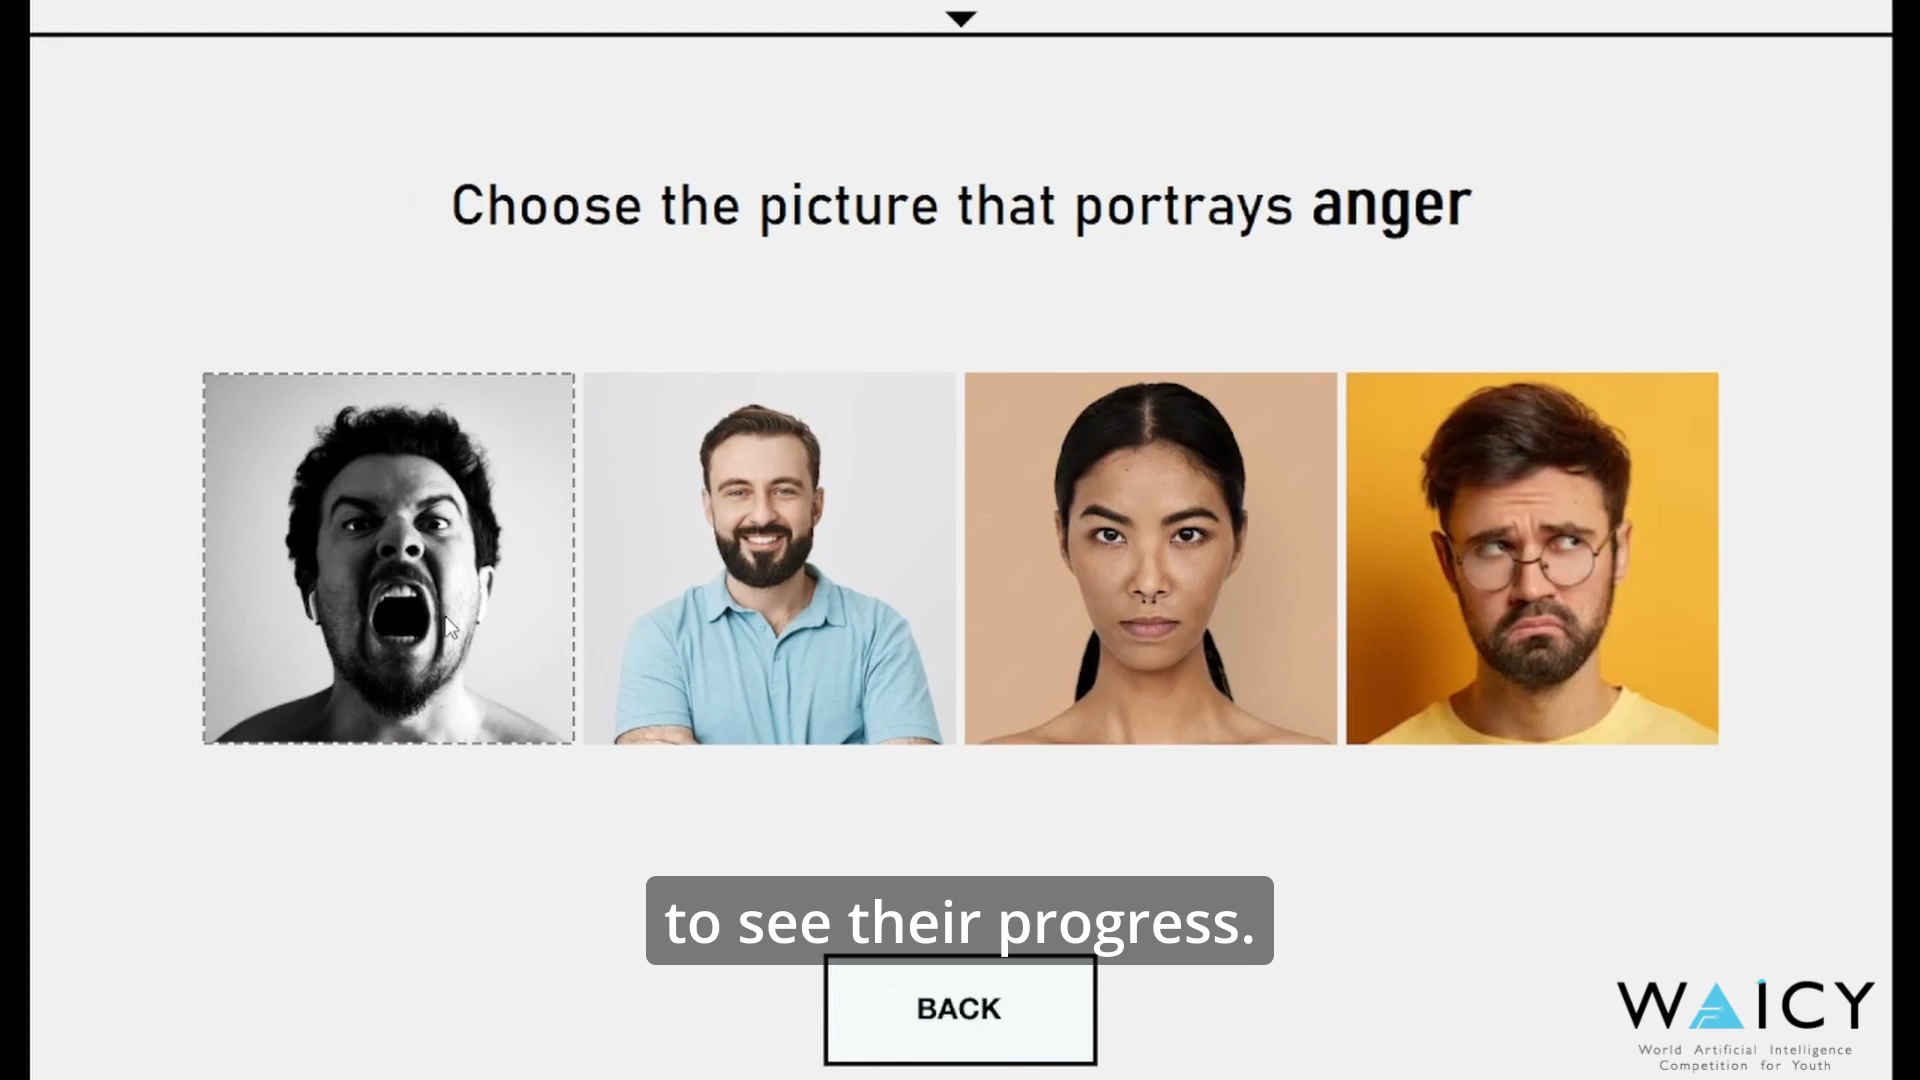 Choose the picture that portrays anger
to see their progress.
BACK
WAiCY
World Artificial Intelligence
Competition for Youth